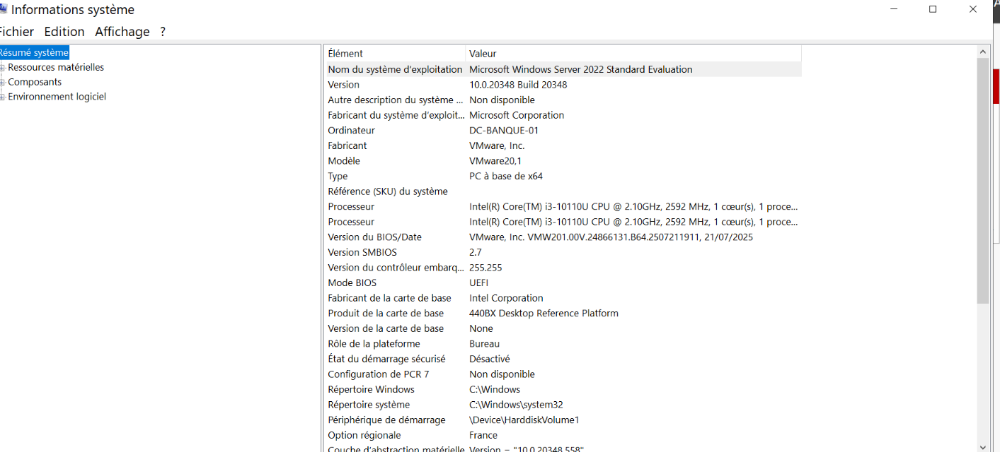 Informations système
Fichier Edition Affichage ?
Résumé système
Ressources matérielles
Composants
Environnement logiciel
Élément Valeur
Nom du système d’exploitation Microsoft Windows Server 2022 Standard Evaluation
Version 10.0.20348 Build 20348
Autre description du système ... Non disponible
Fabricant du système d’exploit... Microsoft Corporation
Ordinateur DC-BANQUE-01
Fabricant VMware, Inc.
Modèle VMware20,1
Type PC à base de x64
Référence (SKU) du système
Processeur Intel(R) Core(TM) i3-10110U CPU @ 2.10GHz, 2592 MHz, 1 cœur(s), 1 proce...
Processeur Intel(R) Core(TM) i3-10110U CPU @ 2.10GHz, 2592 MHz, 1 cœur(s), 1 proce...
Version du BIOS/Date VMware, Inc. VMW201.00V.24866131.B64.2507211911, 21/07/2025
Version SMBIOS 2.7
Version du contrôleur embarq... 255.255
Mode BIOS UEFI
Fabricant de la carte de base Intel Corporation
Produit de la carte de base 440BX Desktop Reference Platform
Version de la carte de base None
Rôle de la plateforme Bureau
État du démarrage sécurisé Désactivé
Configuration de PCR 7 Non disponible
Répertoire Windows C:\Windows
Répertoire système C:\Windows\system32
Périphérique de démarrage \Device\HarddiskVolume1
Option régionale France
Couche d’abstraction matérielle Version = "10.0.20348.558"